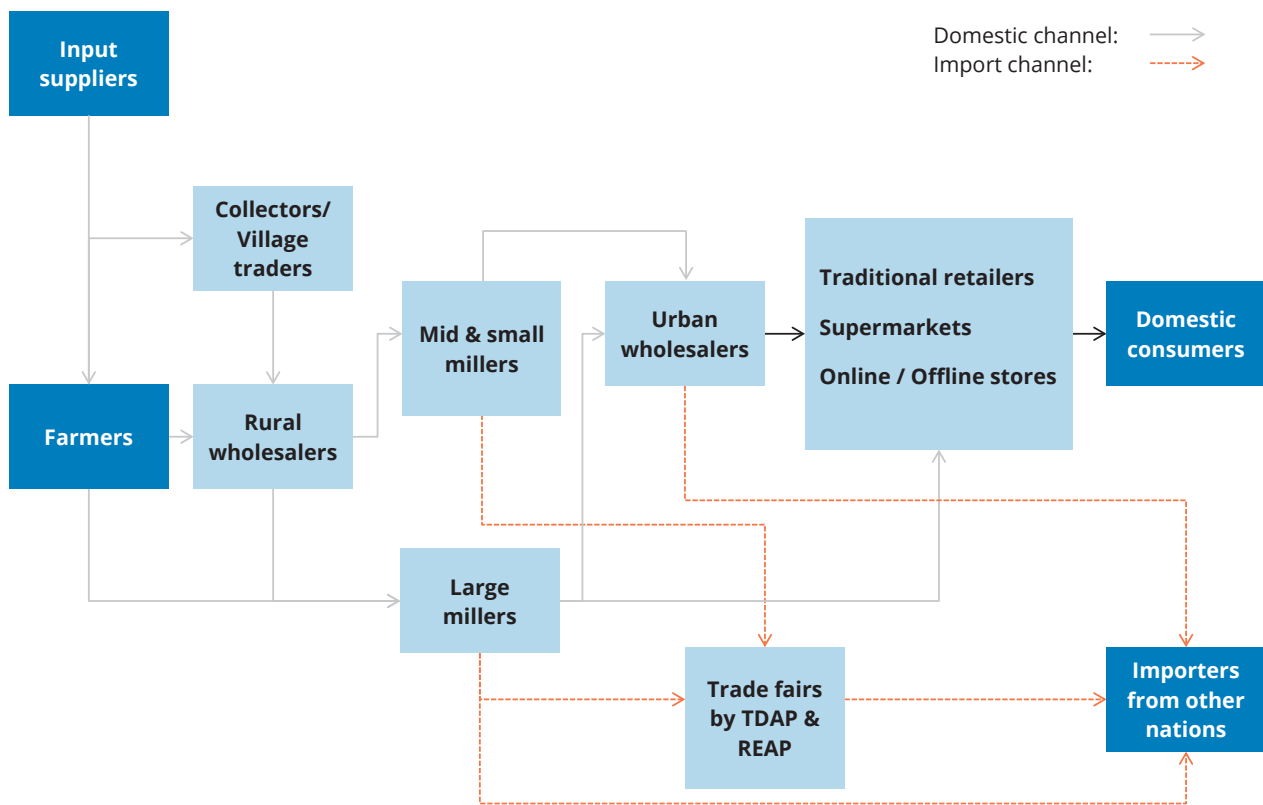 Input
suppliers
Domestic channel:
Import channel:
Collectors/
Village
traders
Mid & small
millers
Urban
wholesalers
Traditional retailers
Supermarkets
Online / Offline stores
Domestic
consumers
Farmers
Rural
wholesalers
Large
millers
Trade fairs
by TDAP &
REAP
Importers
from other
nations